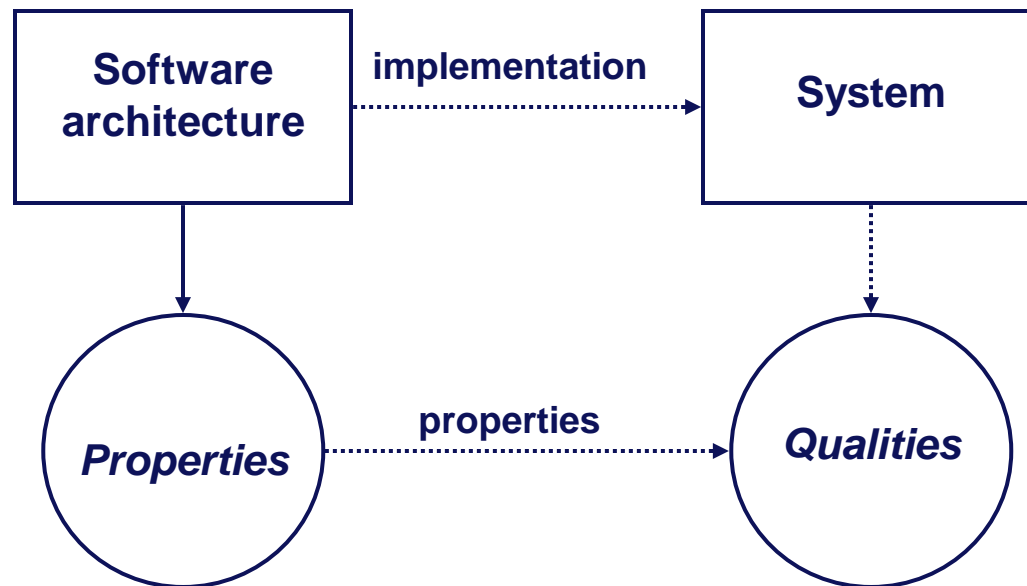 Software
architecture
implementation
System
Properties
properties
Qualities